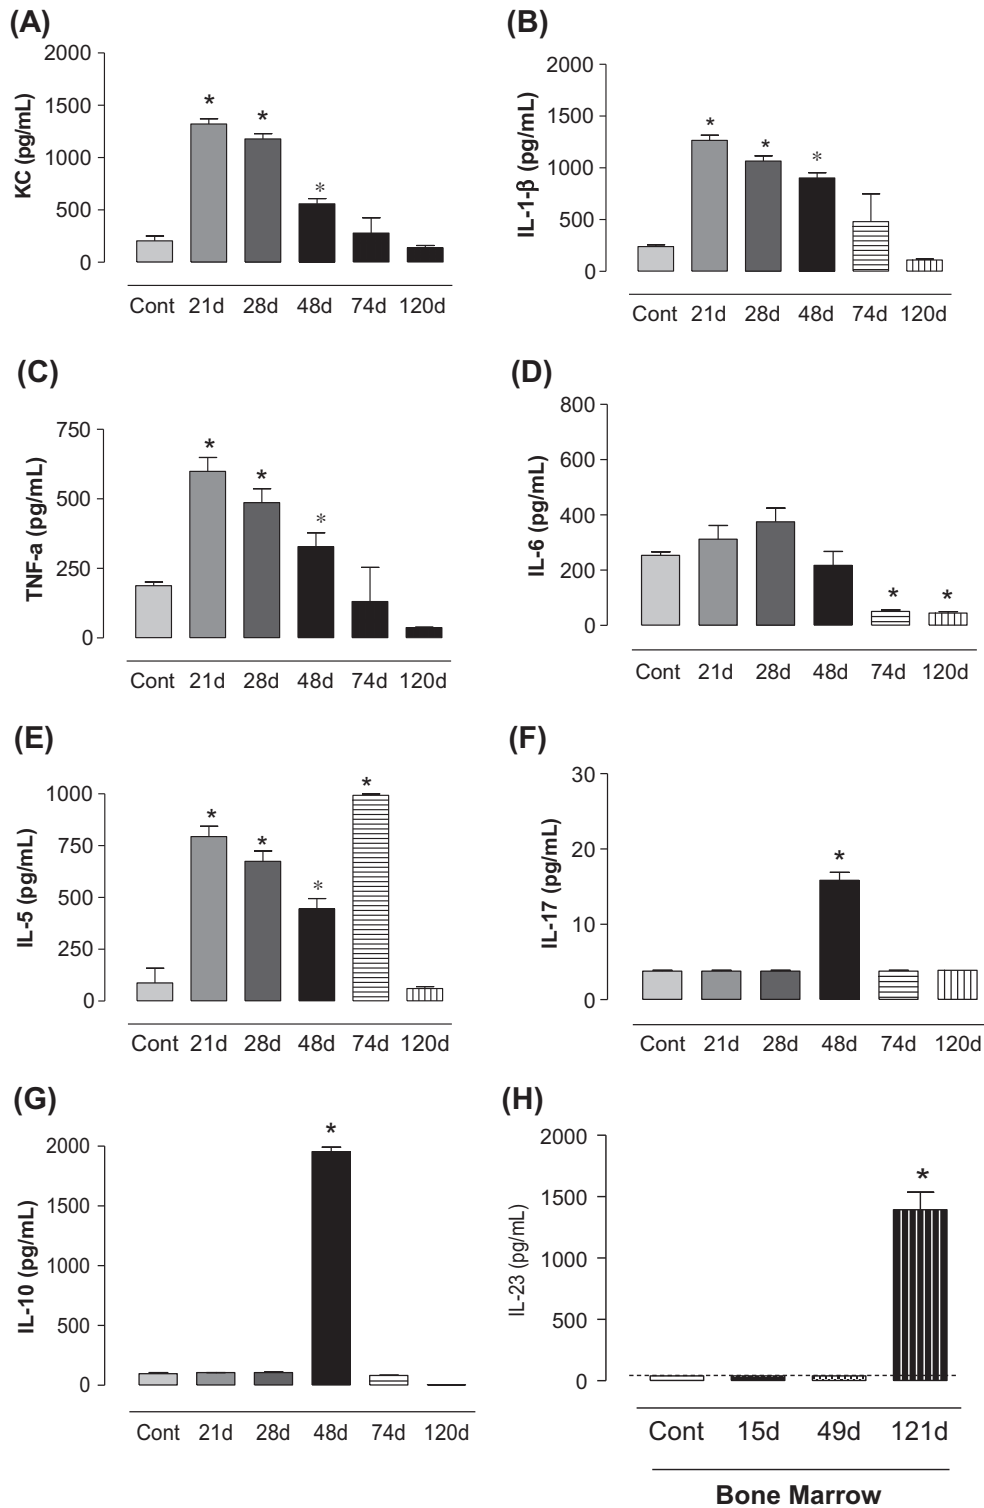 (A)
2000
1500
1000
500
0
KC (pg/mL)
* * *
Cont 21d 28d 48d 74d 120d
(B)
2000
1500
1000
500
0
IL-1-β (pg/mL)
* * *
Cont 21d 28d 48d 74d 120d
(C)
750
500
250
0
TNF-a (pg/mL)
* * *
Cont 21d 28d 48d 74d 120d
(D)
800
600
400
200
0
IL-6 (pg/mL)
* *
Cont 21d 28d 48d 74d 120d
(E)
1000
750
500
250
0
IL-5 (pg/mL)
* * * *
Cont 21d 28d 48d 74d 120d
(F)
30
20
10
0
IL-17 (pg/mL)
*
Cont 21d 28d 48d 74d 120d
(G)
2000
1500
1000
500
0
IL-10 (pg/mL)
*
Cont 21d 28d 48d 74d 120d
(H)
2000
1500
1000
500
0
IL-23 (pg/mL)
*
Cont 15d 49d 121d
Bone Marrow